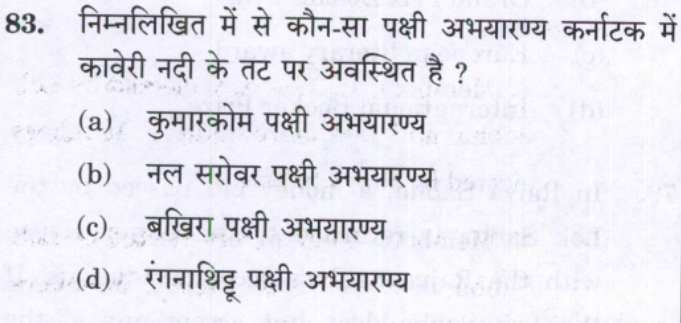 83. निम्नलिखित में से कौन-सा पक्षी अभयारण्य कर्नाटक में
कावेरी नदी के तट पर अवस्थित है ?
(a) कुमारकोम पक्षी अभयारण्य
(b) नल सरोवर पक्षी अभयारण्य
(c) बखिरा पक्षी अभयारण्य
(d) रंगनाथिट्टू पक्षी अभयारण्य